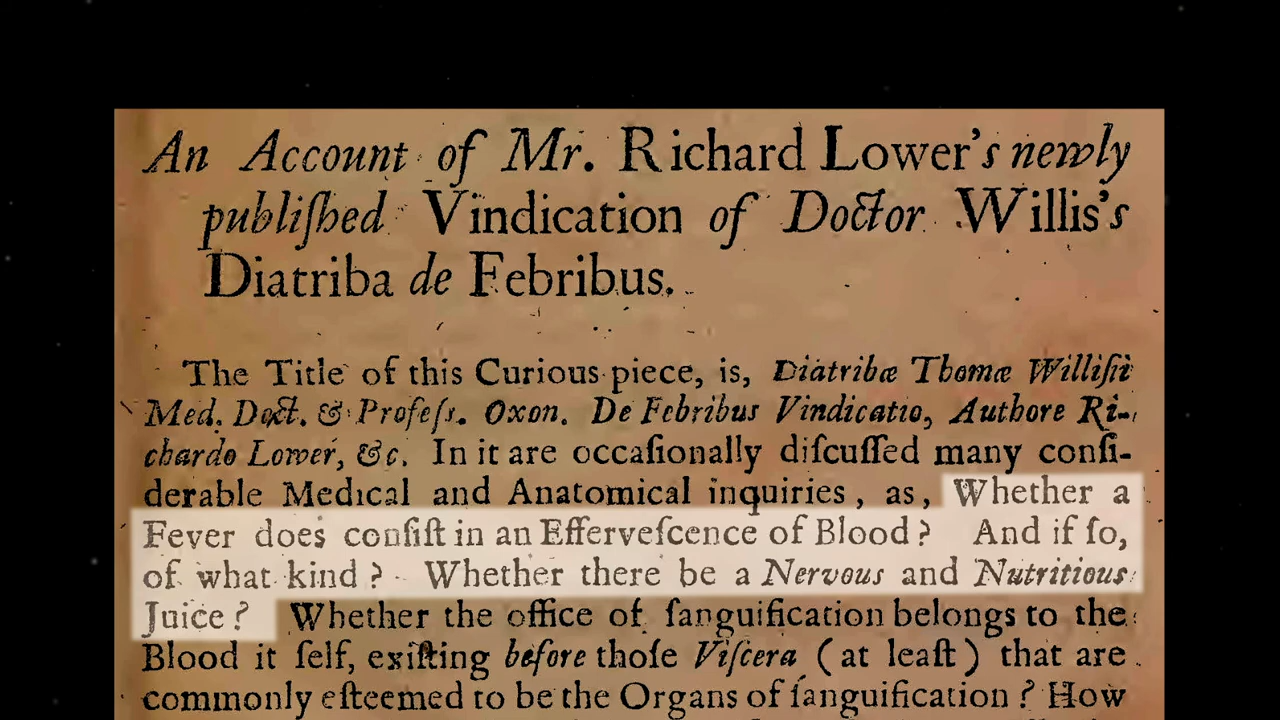 An Account of Mr. Richard Lower's newly
publiſhed Vindication of Doctor Willis's
Diatriba de Febribus.
The Title of this Curious piece, is, Diatribæ Thomæ Williſii
Med. Doct. & Profeſs. Oxon. De Febribus Vindicatio, Authore Ri-
chardo Lower, &c. In it are occaſionally diſcuſſed many conſi-
derable Medical and Anatomical inquiries, as, Whether a
Fever does conſiſt in an Efferveſcence of Blood? And if ſo,
of what kind? Whether there be a Nervous and Nutritious
Juice? Whether the office of ſanguification belongs to the
Blood it ſelf, exiſting before thoſe Viſcera (at leaſt) that are
commonly eſteemed to be the Organs of ſanguification? How